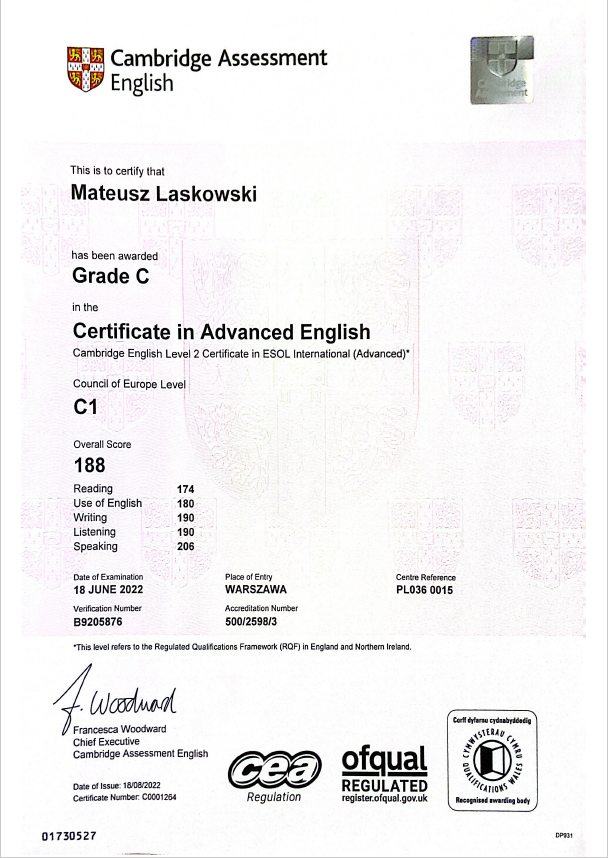 Cambridge Assessment
English
This is to certify that
Mateusz Laskowski
has been awarded
Grade C
in the
Certificate in Advanced English
Cambridge English Level 2 Certificate in ESOL International (Advanced)*
Council of Europe Level
C1
Overall Score
188
Reading 174
Use of English 180
Writing 190
Listening 190
Speaking 206
Date of Examination Place of Entry Centre Reference
18 JUNE 2022 WARSZAWA PL036 0015
Verification Number Accreditation Number
B9205876 500/2598/3
*This level refers to the Regulated Qualifications Framework (RQF) in England and Northern Ireland.
F. Woodward
Francesca Woodward
Chief Executive
Cambridge Assessment English
Date of Issue: 18/08/2022
Certificate Number: C0001264
cea
Regulation
ofqual
REGULATED
register.ofqual.gov.uk
Corff dyfarnu cydnabyddedig
CYMWYSTERAU CYMRU
QUALIFICATIONS WALES
Recognised awarding body
01730527
DP931